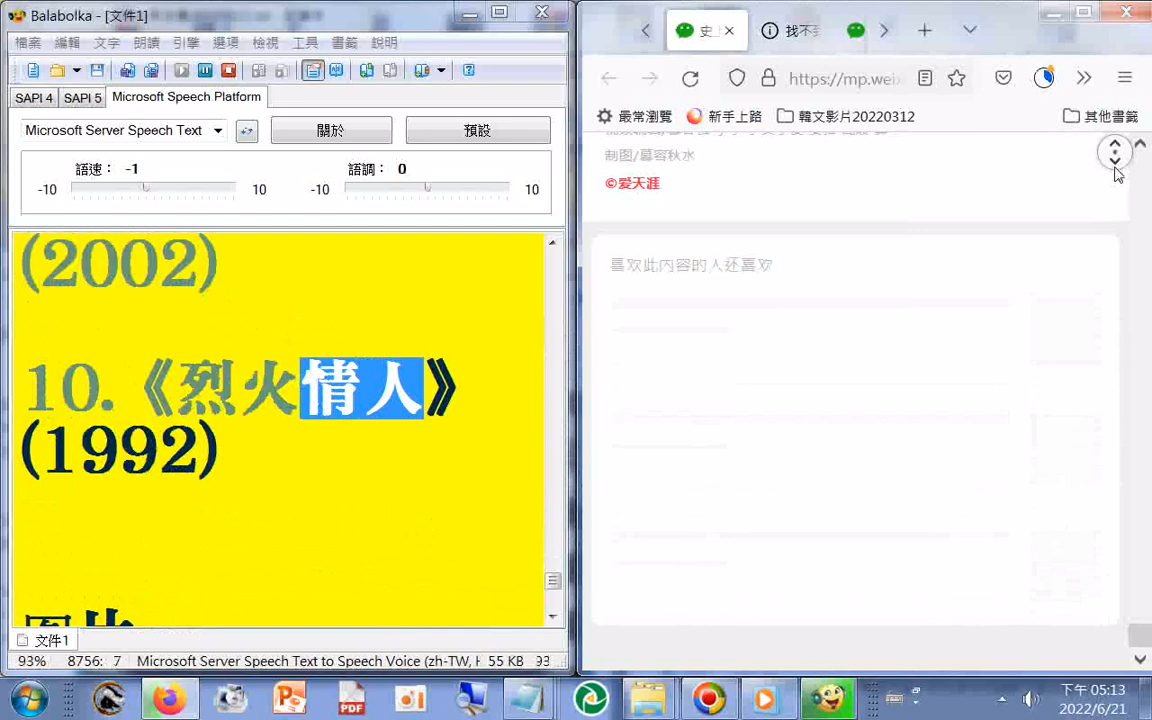 Balabolka - [文件1]
檔案 編輯 文字 朗讀 引擎 選項 檢視 工具 書籤 說明
SAPI 4 SAPI 5 Microsoft Speech Platform
Microsoft Server Speech Text 關於 預設
語速： -1 語調： 0
-10 10 -10 10
(2002)
10.《烈火情人》
(1992)
文件1
93% 8756: 7 Microsoft Server Speech Text to Speech Voice (zh-TW, H 55 KB 93
史 找不
https://mp.wei
最常瀏覽 新手上路 韓文影片20220312 其他書籤
制图/慕容秋水
©爱天涯
喜欢此内容的人还喜欢
PDF
下午 05:13
2022/6/21